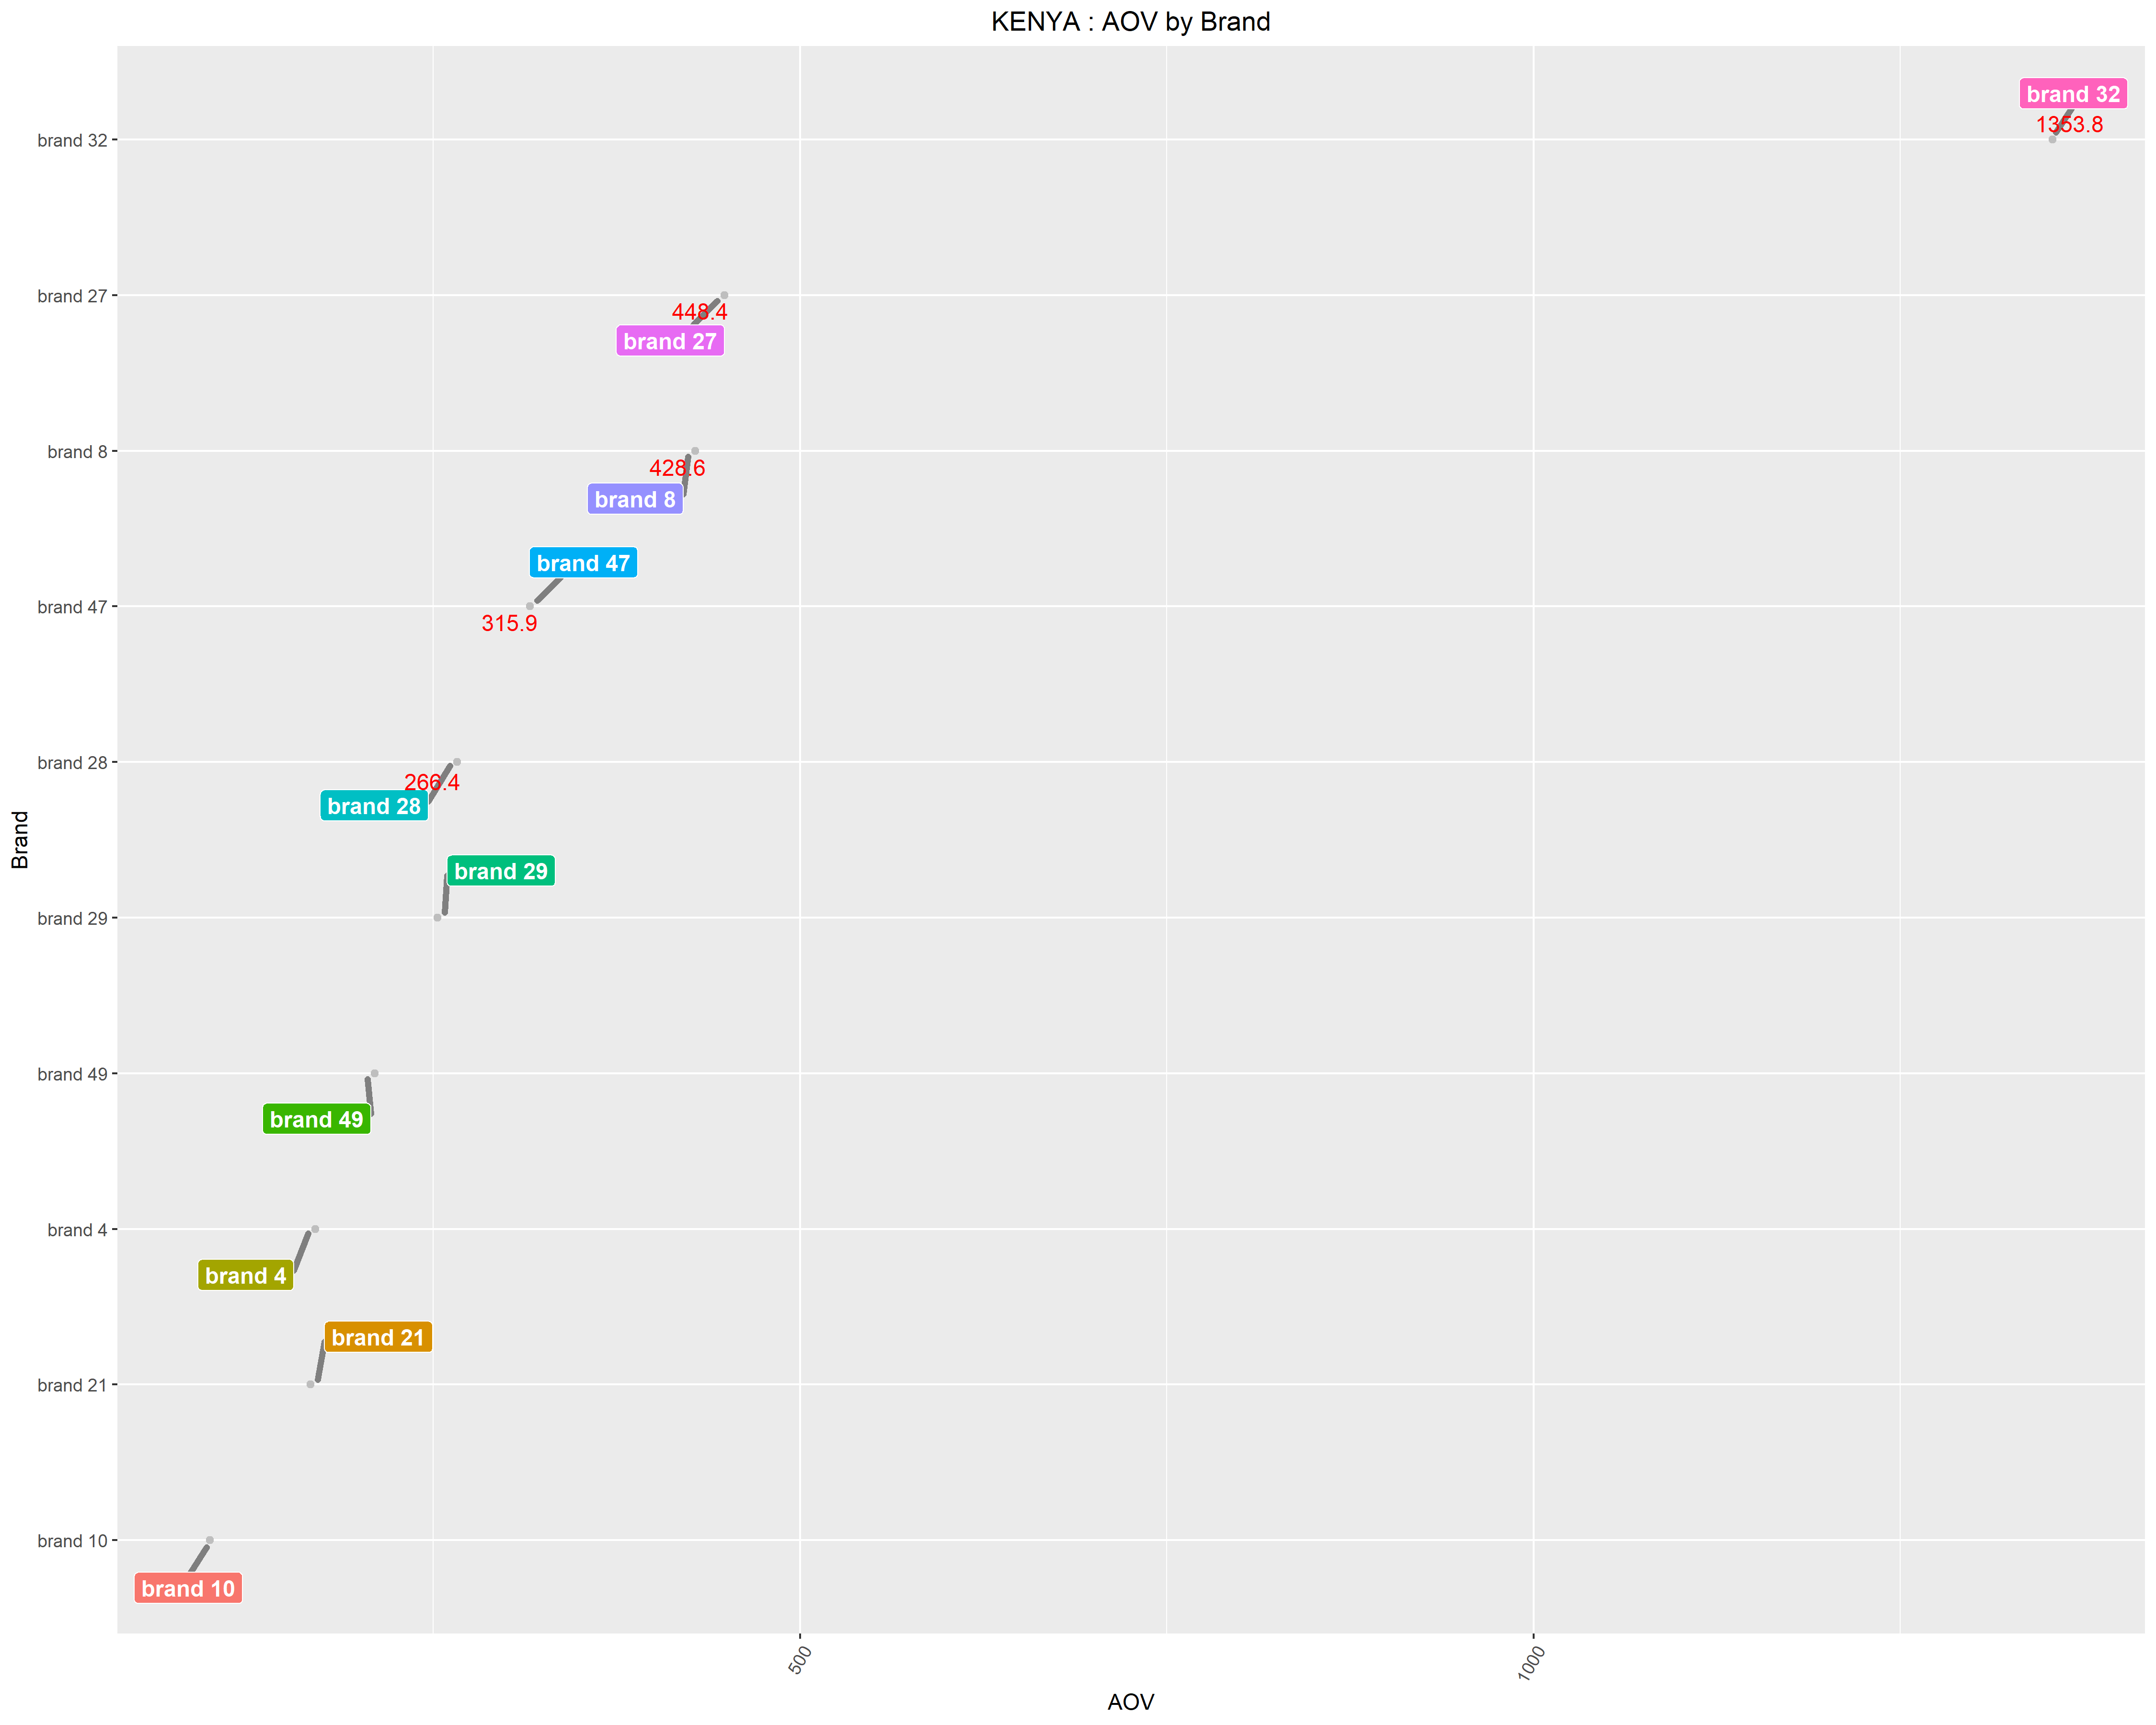 KENYA : AOV by Brand
brand 32
1353.8
brand 32
brand 27
448.4
brand 27
brand 8
428.6
brand 8
brand 47
brand 47
315.9
brand 28
266.4
brand 28
brand 29
brand 29
brand 49
brand 49
brand 4
brand 4
brand 21
brand 21
brand 10
brand 10
500
1000
AOV
Brand